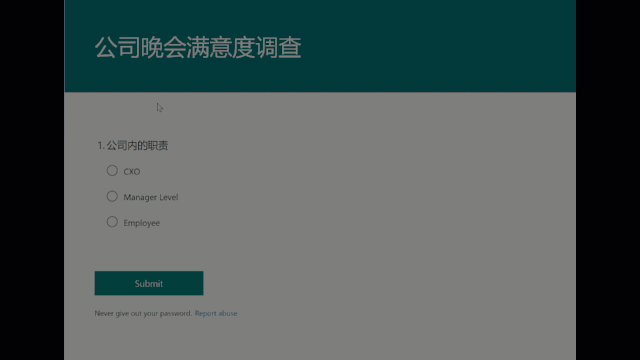 公司晚会满意度调查
1. 公司内的职责
CXO
Manager Level
Employee
Submit
Never give out your password. Report abuse